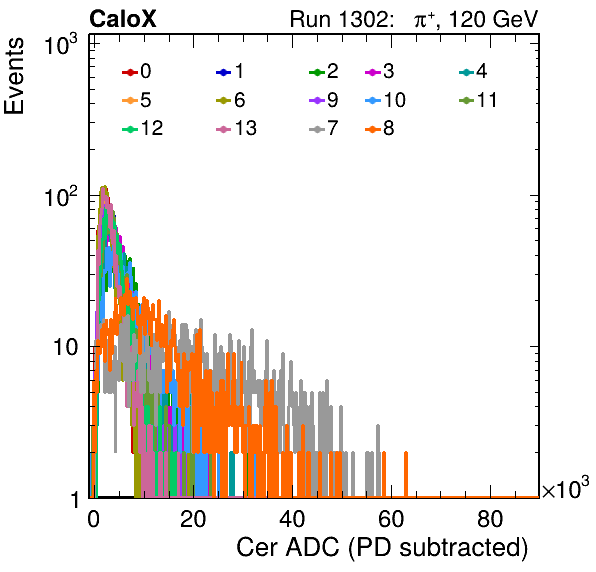 CaloX Run 1302: π⁺, 120 GeV
Events
10³
10²
10
1
0 1 2 3 4
5 6 9 10 11
12 13 7 8
0 20 40 60 80 ×10³
Cer ADC (PD subtracted)